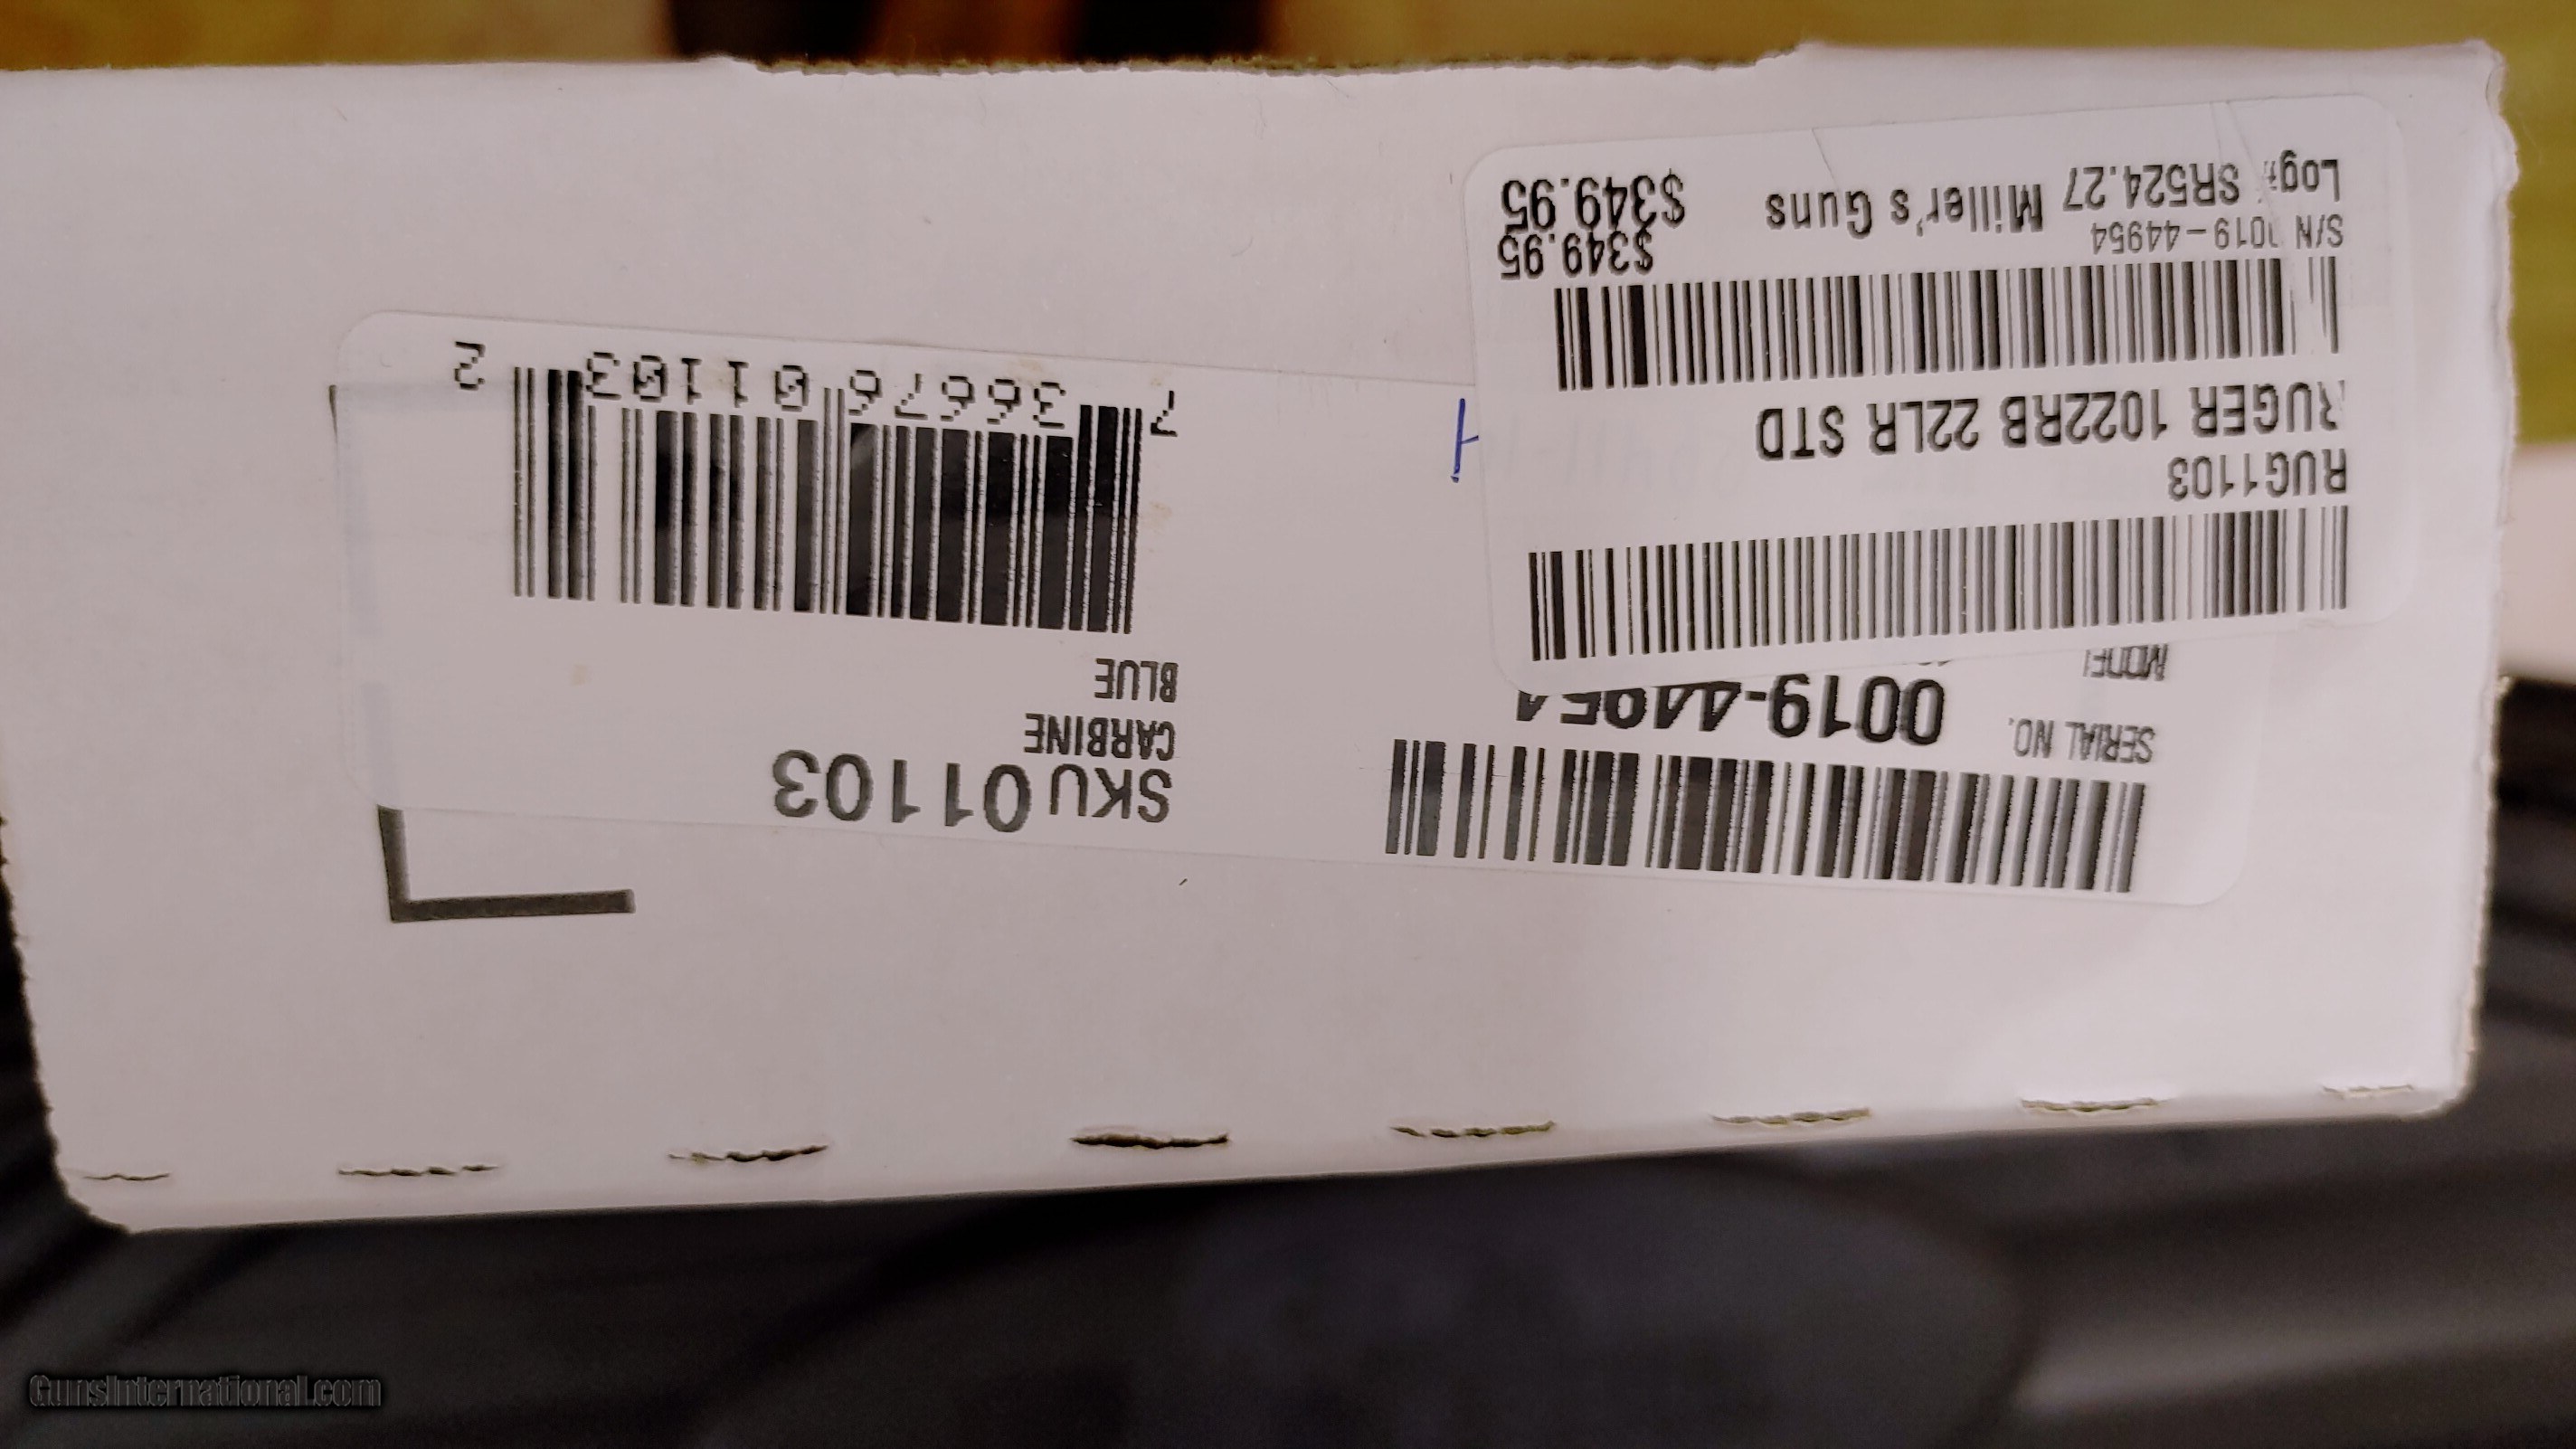 SERIAL NO. 0019-44954
MODEL
SKU 01103
CARBINE
BLUE
7 36676 01103 2
RUG1103
RUGER 1022RB 22LR STD
S/N 0019-44954
$349.95
Log# SR524.27 Miller's Guns $349.95
GunsInternational.com